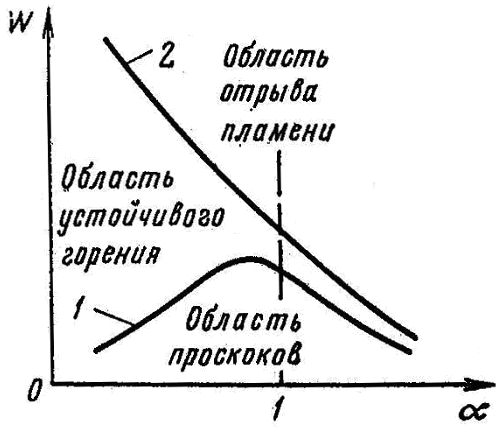 W
2
Область
отрыва
пламени
Область
устойчивого
горения
1
Область
проскоков
0
1
α